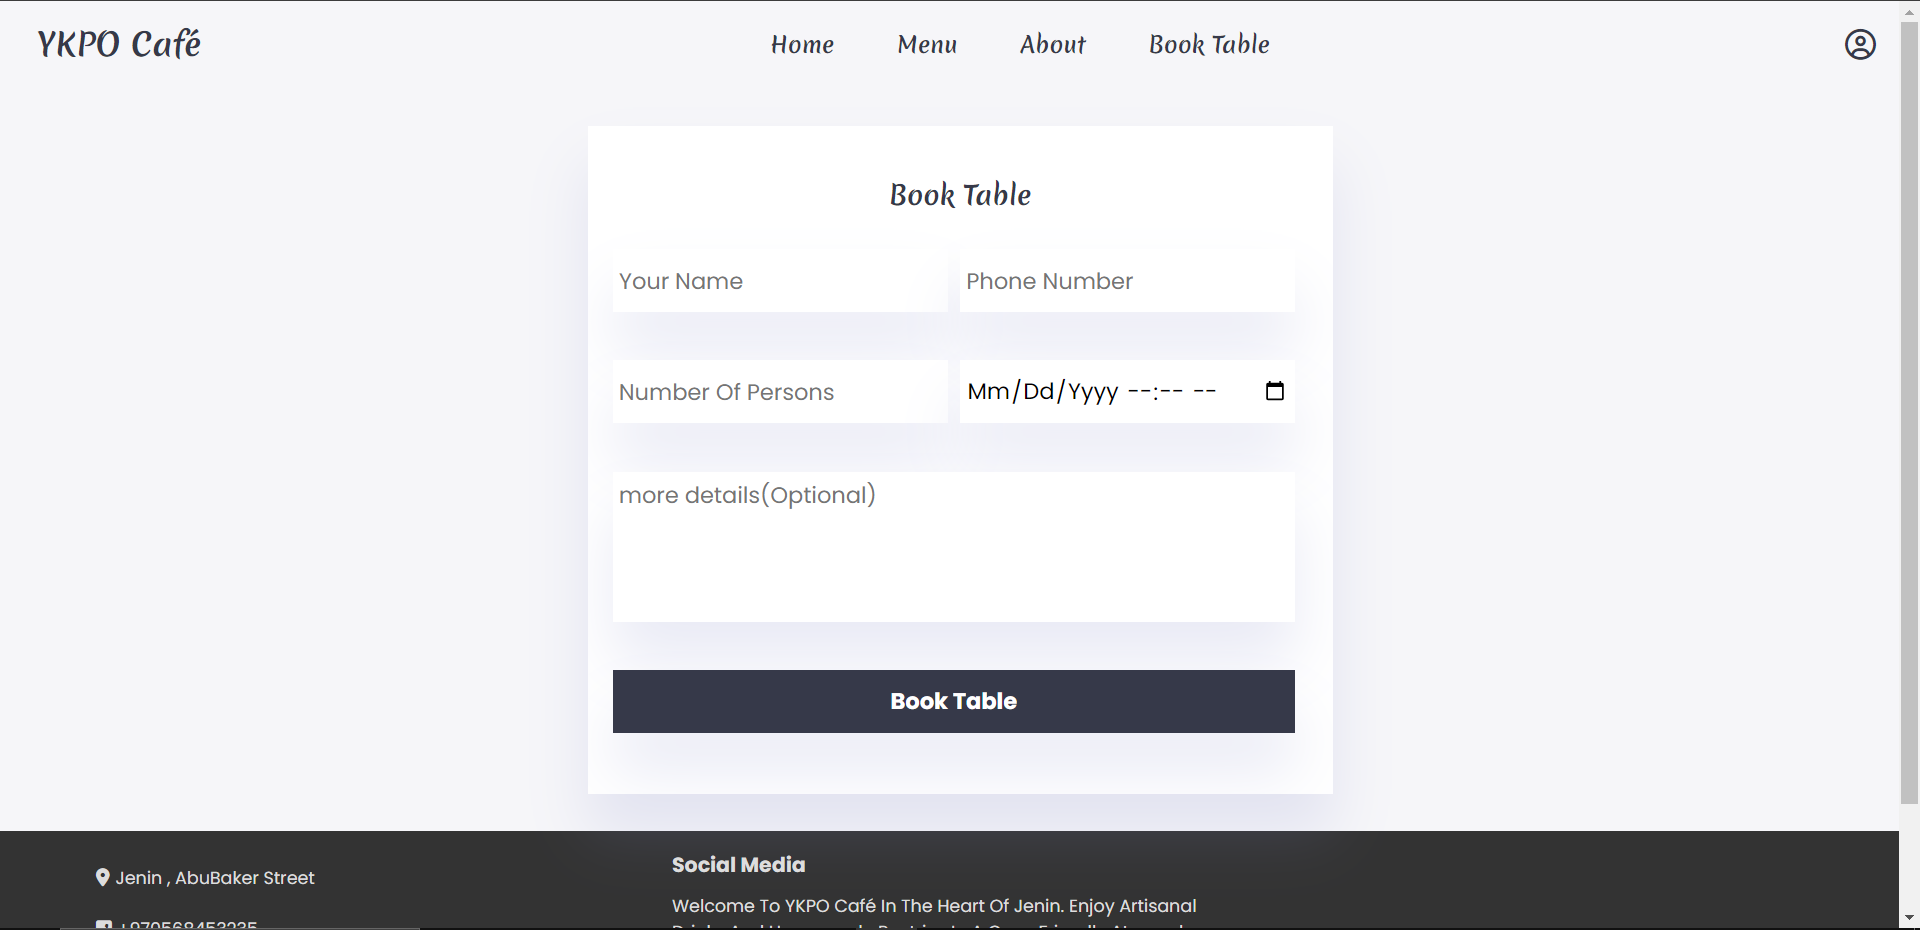 YKPO Café
Home Menu About Book Table
Book Table
Your Name Phone Number
Number Of Persons Mm/Dd/Yyyy --:-- --
more details(Optional)
Book Table
Social Media
Jenin , AbuBaker Street
Welcome To YKPO Café In The Heart Of Jenin. Enjoy Artisanal